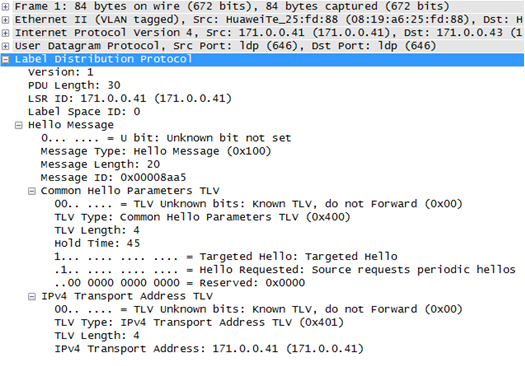 Frame 1: 84 bytes on wire (672 bits), 84 bytes captured (672 bits)
Ethernet II (VLAN tagged), Src: HuaweiTe_25:fd:88 (08:19:a6:25:fd:88), Dst: H
Internet Protocol Version 4, Src: 171.0.0.41 (171.0.0.41), Dst: 171.0.0.43 (1
User Datagram Protocol, Src Port: ldp (646), Dst Port: ldp (646)
Label Distribution Protocol
Version: 1
PDU Length: 30
LSR ID: 171.0.0.41 (171.0.0.41)
Label Space ID: 0
Hello Message
0... .... = U bit: Unknown bit not set
Message Type: Hello Message (0x100)
Message Length: 20
Message ID: 0x00008aa5
Common Hello Parameters TLV
00.. .... = TLV Unknown bits: Known TLV, do not Forward (0x00)
TLV Type: Common Hello Parameters TLV (0x400)
TLV Length: 4
Hold Time: 45
1... .... .... .... = Targeted Hello: Targeted Hello
.1.. .... .... .... = Hello Requested: Source requests periodic hellos
..00 0000 0000 0000 = Reserved: 0x0000
IPv4 Transport Address TLV
00.. .... = TLV Unknown bits: Known TLV, do not Forward (0x00)
TLV Type: IPv4 Transport Address TLV (0x401)
TLV Length: 4
IPv4 Transport Address: 171.0.0.41 (171.0.0.41)